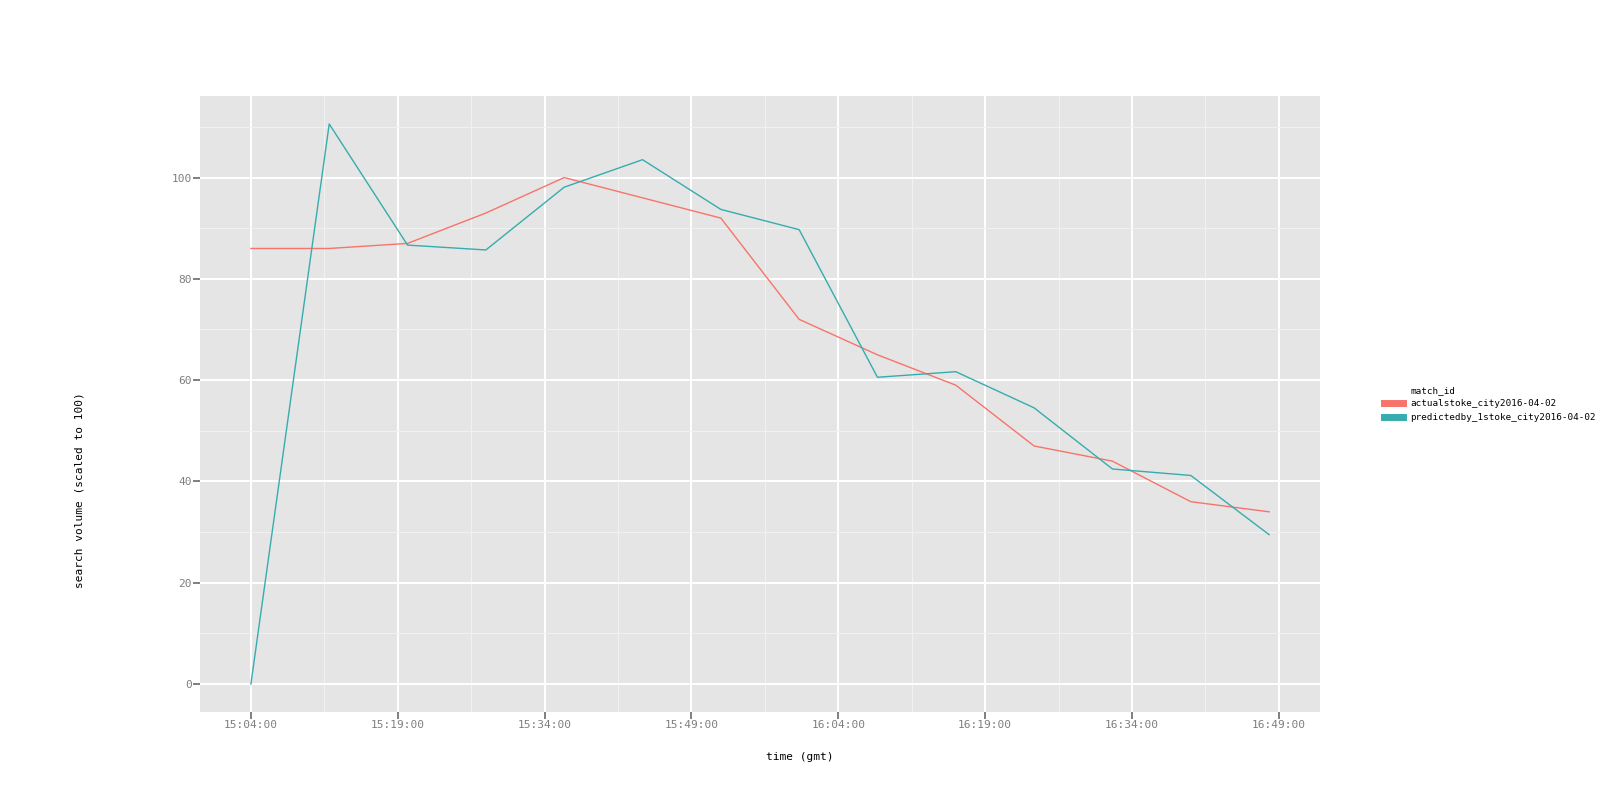 100
80
60
40
20
0
search volume (scaled to 100)
15:04:00 15:19:00 15:34:00 15:49:00 16:04:00 16:19:00 16:34:00 16:49:00
time (gmt)
match_id
actualstoke_city2016-04-02
predictedby_1stoke_city2016-04-02